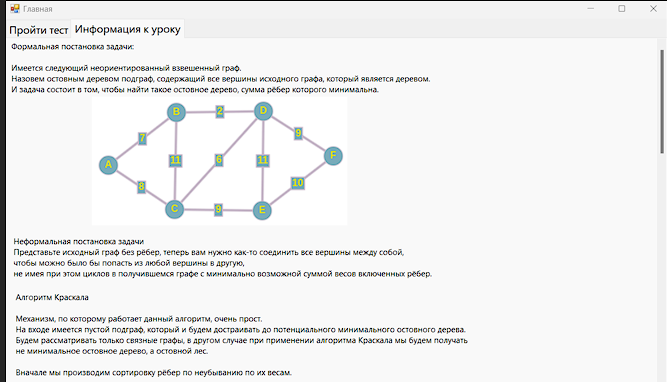 Главная
Пройти тест Информация к уроку
Формальная постановка задачи:
Имеется следующий неориентированный взвешенный граф.
Назовем остовным деревом подграф, содержащий все вершины исходного графа, который является деревом.
И задача состоит в том, чтобы найти такое остовное дерево, сумма рёбер которого минимальна.
B 2 D
7 9
A 11 6 11 F
8 10
C 9 E
Неформальная постановка задачи
Представьте исходный граф без рёбер, теперь вам нужно как-то соединить все вершины между собой,
чтобы можно было бы попасть из любой вершины в другую,
не имея при этом циклов в получившемся графе с минимально возможной суммой весов включенных рёбер.
Алгоритм Краскала
Механизм, по которому работает данный алгоритм, очень прост.
На входе имеется пустой подграф, который и будем достраивать до потенциального минимального остовного дерева.
Будем рассматривать только связные графы, в другом случае при применении алгоритма Краскала мы будем получать
не минимальное остовное дерево, а остовной лес.
Вначале мы производим сортировку рёбер по неубыванию по их весам.